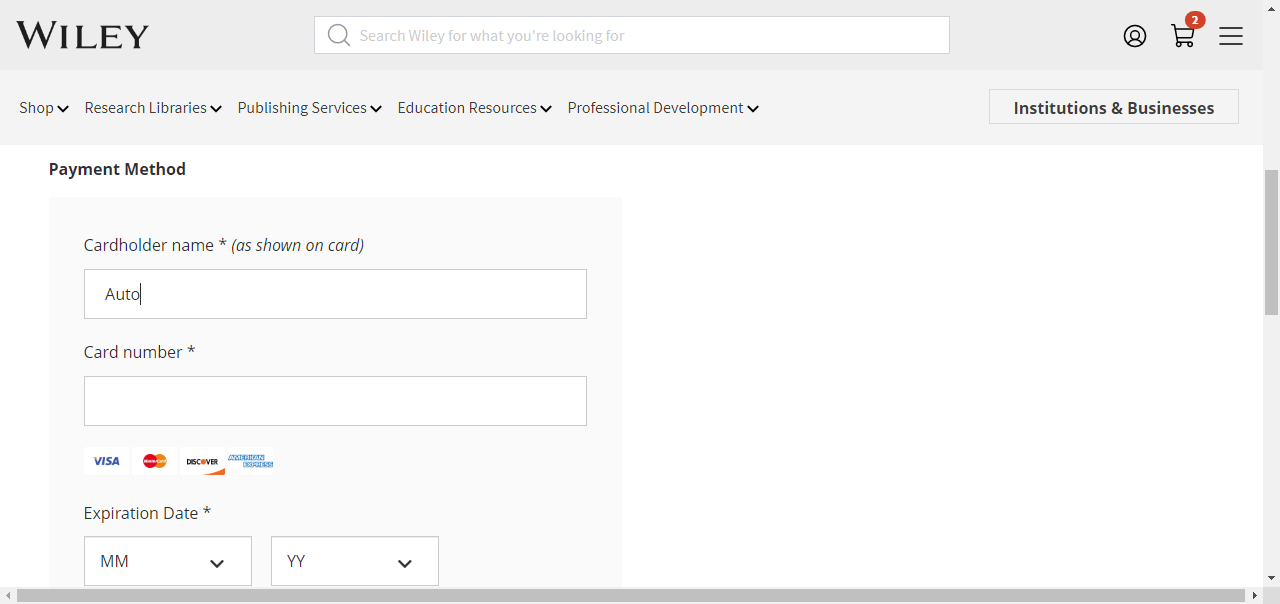 WILEY
Search Wiley for what you're looking for
2
Shop
Research Libraries
Publishing Services
Education Resources
Professional Development
Institutions & Businesses
Payment Method
Cardholder name * (as shown on card)
Auto
Card number *
VISA
MasterCard
DISCOVER
AMERICAN EXPRESS
Expiration Date *
MM
YY